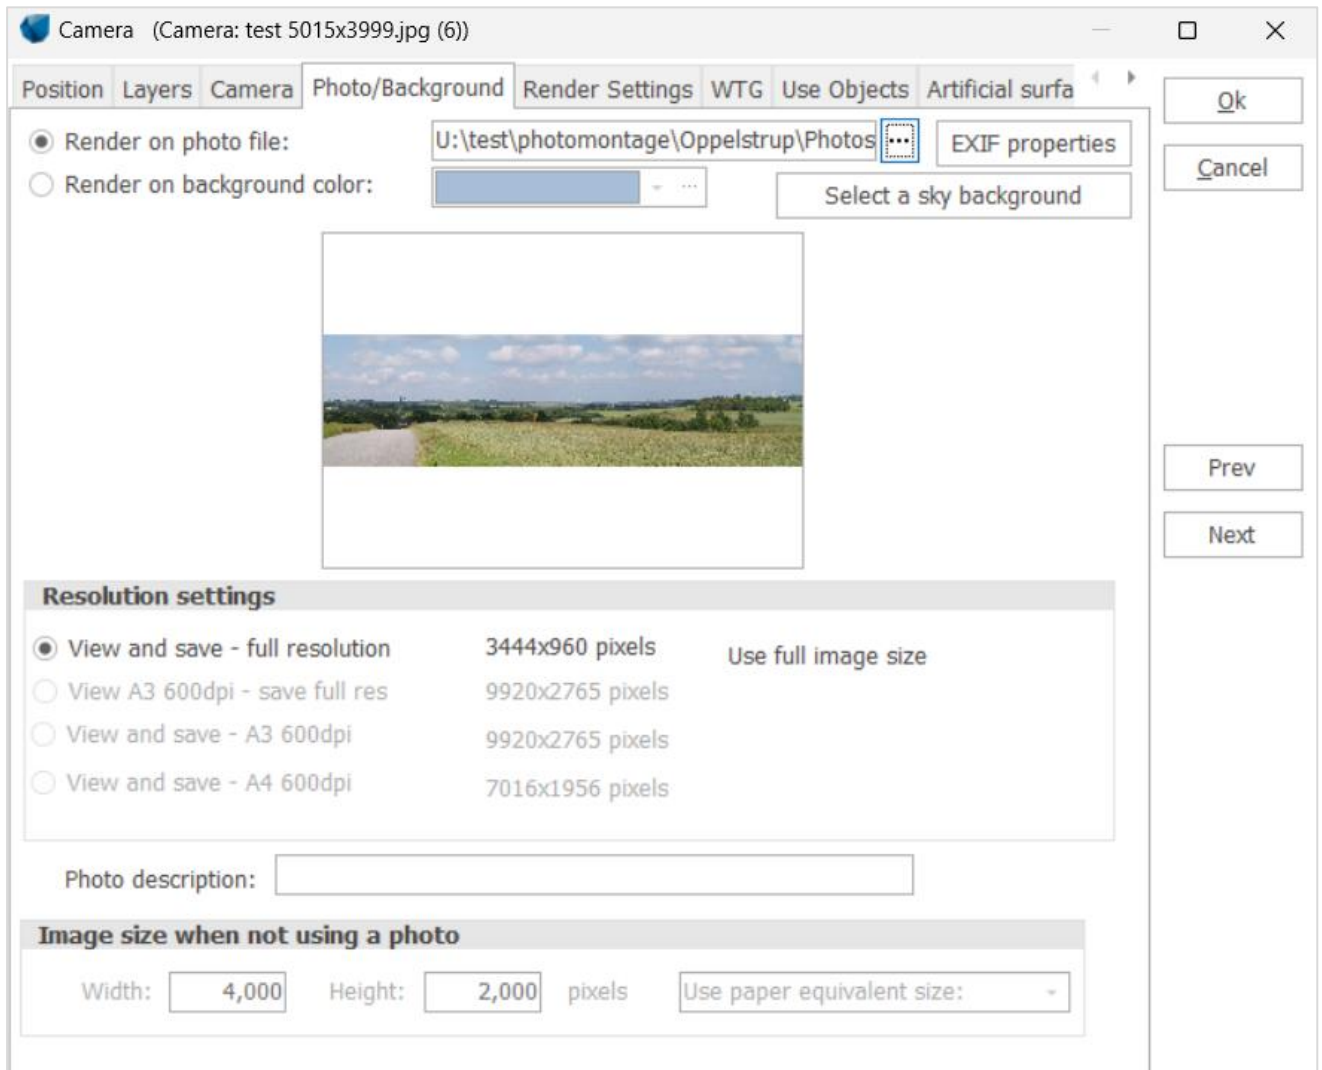 Camera (Camera: test 5015x3999.jpg (6))
Position Layers Camera Photo/Background Render Settings WTG Use Objects Artificial surfa
Ok
Render on photo file: U:\test\photomontage\Oppelstrup\Photos ... EXIF properties
Cancel
Render on background color: ... Select a sky background
Prev
Next
Resolution settings
View and save - full resolution 3444x960 pixels Use full image size
View A3 600dpi - save full res 9920x2765 pixels
View and save - A3 600dpi 9920x2765 pixels
View and save - A4 600dpi 7016x1956 pixels
Photo description:
Image size when not using a photo
Width: 4,000 Height: 2,000 pixels Use paper equivalent size: